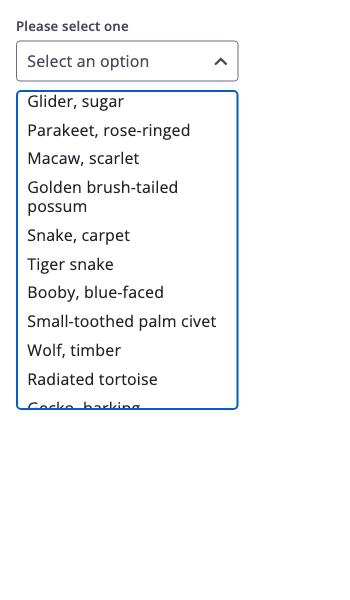 Please select one
Select an option
Glider, sugar
Parakeet, rose-ringed
Macaw, scarlet
Golden brush-tailed
possum
Snake, carpet
Tiger snake
Booby, blue-faced
Small-toothed palm civet
Wolf, timber
Radiated tortoise
Gecko, barking